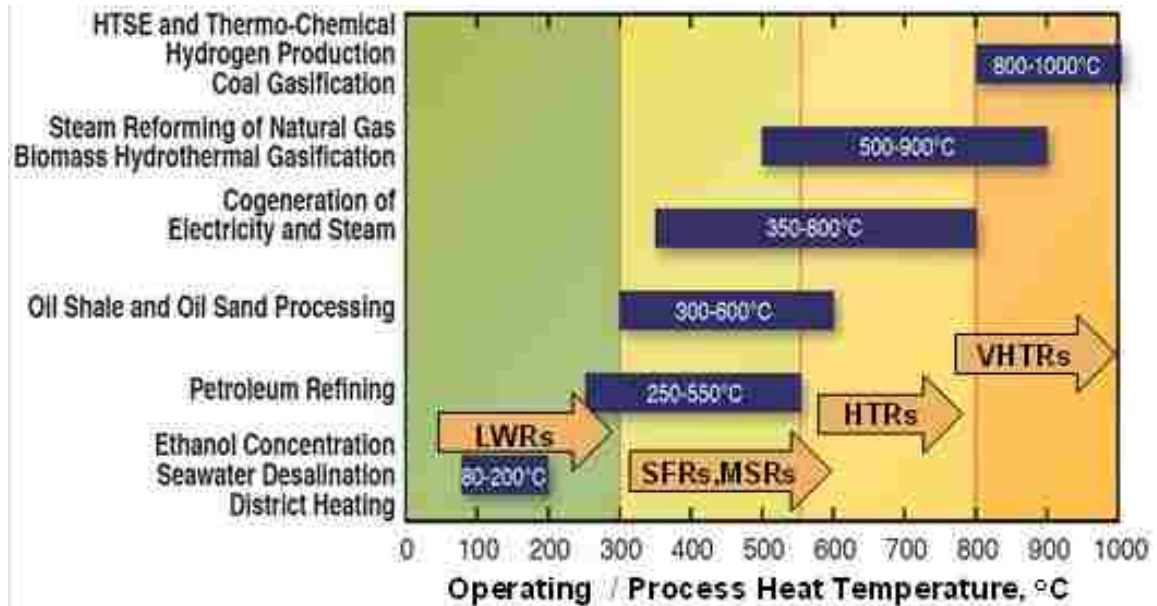 HTSE and Thermo-Chemical
Hydrogen Production
Coal Gasification
800-1000°C
Steam Reforming of Natural Gas
Biomass Hydrothermal Gasification
500-900°C
Cogeneration of
Electricity and Steam
350-800°C
Oil Shale and Oil Sand Processing
300-600°C
VHTRs
Petroleum Refining
250-550°C
HTRs
LWRs
Ethanol Concentration
Seawater Desalination
District Heating
80-200°C
SFRs,MSRs
0 100 200 300 400 500 600 700 800 900 1000
Operating / Process Heat Temperature, °C